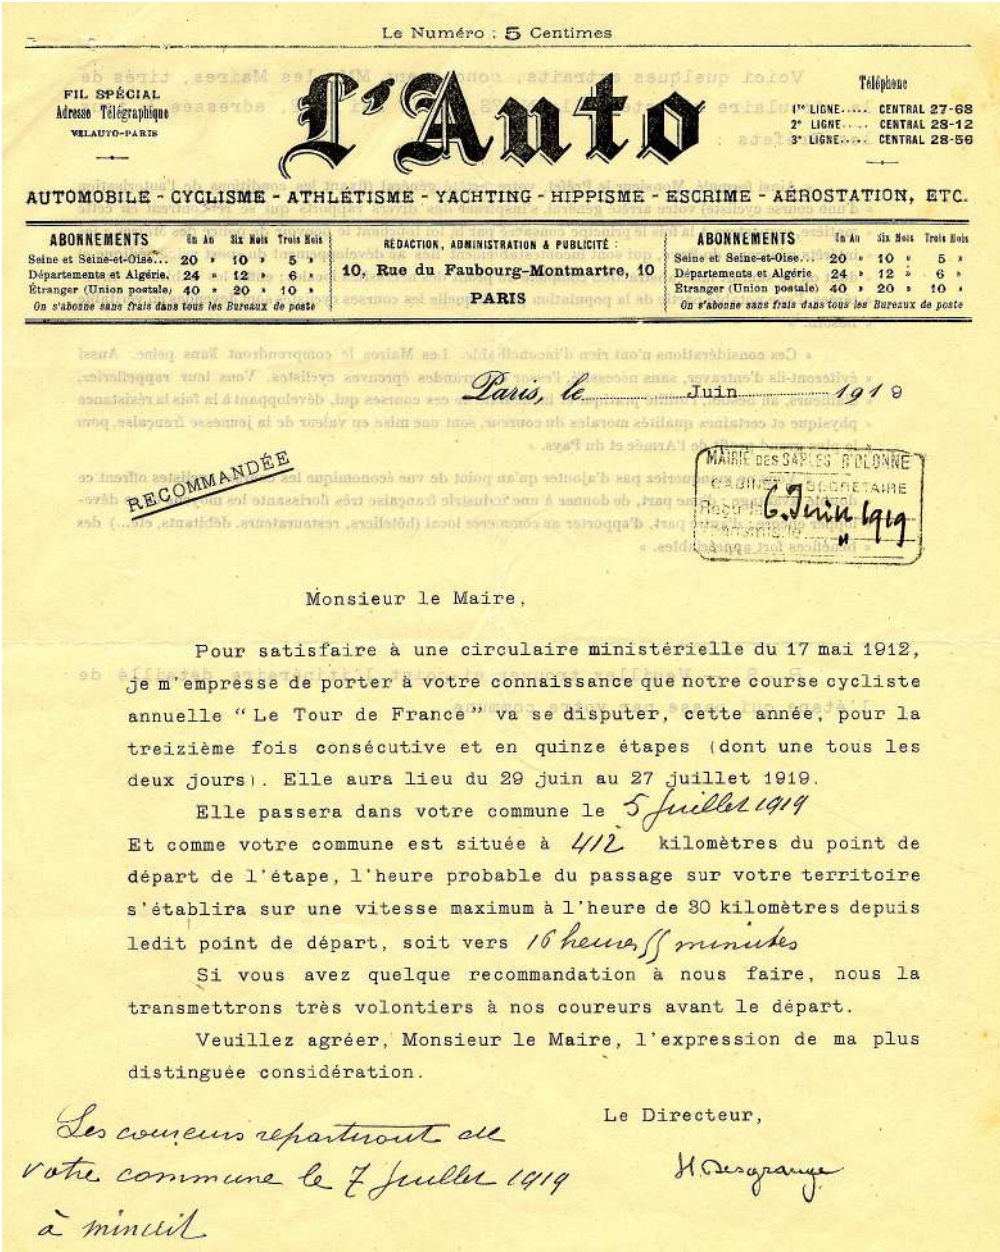 Le Numéro : 5 Centimes
FIL SPÉCIAL
Adresse Télégraphique
VELAUTO-PARIS
L'Auto
Téléphone
1re LIGNE..... CENTRAL 27-68
2e LIGNE..... CENTRAL 28-12
3e LIGNE..... CENTRAL 28-56
AUTOMOBILE - CYCLISME - ATHLÉTISME - YACHTING - HIPPISME - ESCRIME - AÉROSTATION, ETC.
ABONNEMENTS Un An Six Mois Trois Mois
Seine et Seine-et-Oise... 20 » 10 » 5 »
Départements et Algérie. 24 » 12 » 6 »
Étranger (Union postale) 40 » 20 » 10 »
On s'abonne sans frais dans tous les Bureaux de poste
RÉDACTION, ADMINISTRATION & PUBLICITÉ :
10, Rue du Faubourg-Montmartre, 10
PARIS
ABONNEMENTS Un An Six Mois Trois Mois
Seine et Seine-et-Oise... 20 » 10 » 5 »
Départements et Algérie 24 » 12 » 6 »
Étranger (Union postale) 40 » 20 » 10 »
On s'abonne sans frais dans tous les Bureaux de poste
Paris, le Juin 1919
RECOMMANDÉE
MAIRIE DES SABLES D'OLONNE
CABINET SECRETAIRE
Reçu le 6 Juin 1919
Monsieur le Maire,
Pour satisfaire à une circulaire ministérielle du 17 mai 1912,
je m'empresse de porter à votre connaissance que notre course cycliste
annuelle "Le Tour de France" va se disputer, cette année, pour la
treizième fois consécutive et en quinze étapes (dont une tous les
deux jours). Elle aura lieu du 29 juin au 27 juillet 1919.
Elle passera dans votre commune le 5 Juillet 1919
Et comme votre commune est située à 412 kilomètres du point de
départ de l'étape, l'heure probable du passage sur votre territoire
s'établira sur une vitesse maximum à l'heure de 30 kilomètres depuis
ledit point de départ, soit vers 16 heures 55 minutes
Si vous avez quelque recommandation à nous faire, nous la
transmettrons très volontiers à nos coureurs avant le départ.
Veuillez agréer, Monsieur le Maire, l'expression de ma plus
distinguée considération.
Le Directeur,
H. Desgrange
Les coureurs repartiront de
votre commune le 7 Juillet 1919
à minuit